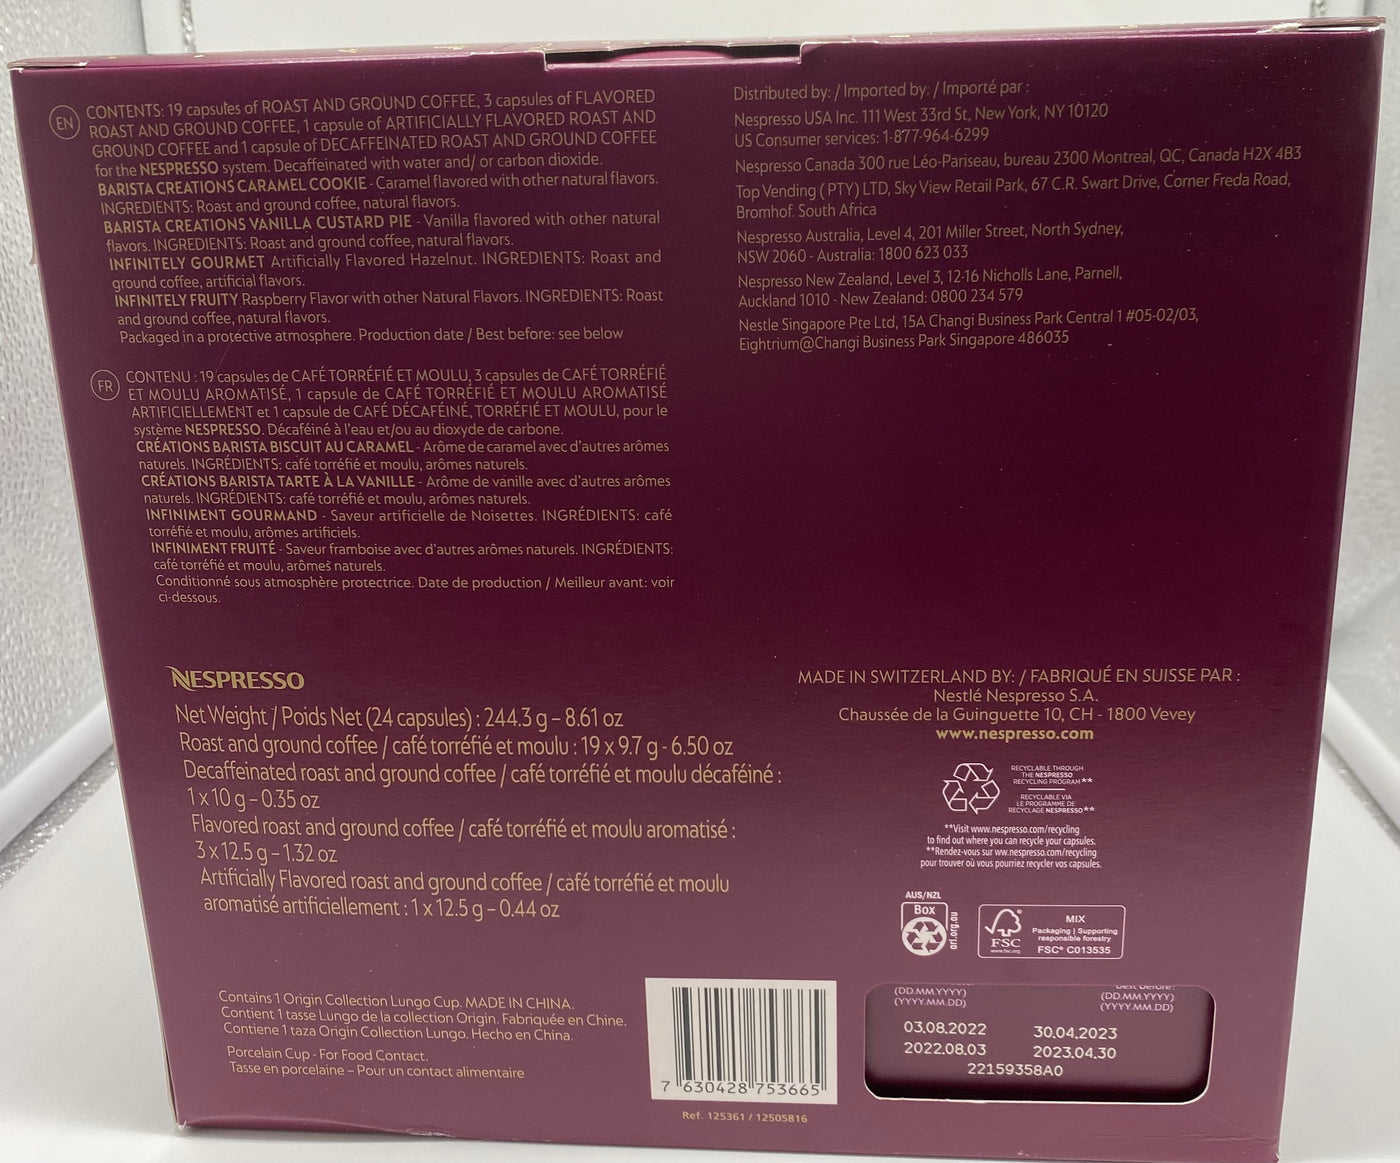 EN
CONTENTS: 19 capsules of ROAST AND GROUND COFFEE, 3 capsules of FLAVORED
ROAST AND GROUND COFFEE, 1 capsule of ARTIFICIALLY FLAVORED ROAST AND
GROUND COFFEE and 1 capsule of DECAFFEINATED ROAST AND GROUND COFFEE
for the NESPRESSO system. Decaffeinated with water and/ or carbon dioxide.
BARISTA CREATIONS CARAMEL COOKIE - Caramel flavored with other natural flavors.
INGREDIENTS: Roast and ground coffee, natural flavors.
BARISTA CREATIONS VANILLA CUSTARD PIE - Vanilla flavored with other natural
flavors. INGREDIENTS: Roast and ground coffee, natural flavors.
INFINITELY GOURMET Artificially Flavored Hazelnut. INGREDIENTS: Roast and
ground coffee, artificial flavors.
INFINITELY FRUITY Raspberry Flavor with other Natural Flavors. INGREDIENTS: Roast
and ground coffee, natural flavors.
Packaged in a protective atmosphere. Production date / Best before: see below
FR
CONTENU : 19 capsules de CAFÉ TORRÉFIÉ ET MOULU, 3 capsules de CAFÉ TORRÉFIÉ
ET MOULU AROMATISÉ, 1 capsule de CAFÉ TORRÉFIÉ ET MOULU AROMATISÉ
ARTIFICIELLEMENT et 1 capsule de CAFÉ DÉCAFÉINÉ, TORRÉFIÉ ET MOULU, pour le
système NESPRESSO. Décaféiné à l'eau et/ou au dioxyde de carbone.
CRÉATIONS BARISTA BISCUIT AU CARAMEL - Arôme de caramel avec d'autres arômes
naturels. INGRÉDIENTS: café torréfié et moulu, arômes naturels.
CRÉATIONS BARISTA TARTE À LA VANILLE - Arôme de vanille avec d'autres arômes
naturels. INGRÉDIENTS: café torréfié et moulu, arômes naturels.
INFINIMENT GOURMAND - Saveur artificielle de Noisettes. INGRÉDIENTS: café
torréfié et moulu, arômes artificiels.
INFINIMENT FRUITÉ - Saveur framboise avec d'autres arômes naturels. INGRÉDIENTS:
café torréfié et moulu, arômes naturels.
Conditionné sous atmosphère protectrice. Date de production / Meilleur avant: voir
ci-dessous.
Distributed by: / Imported by: / Importé par :
Nespresso USA Inc. 111 West 33rd St, New York, NY 10120
US Consumer services: 1-877-964-6299
Nespresso Canada 300 rue Léo-Pariseau, bureau 2300 Montreal, QC, Canada H2X 4B3
Top Vending ( PTY) LTD, Sky View Retail Park, 67 C.R. Swart Drive, Corner Freda Road,
Bromhof. South Africa
Nespresso Australia, Level 4, 201 Miller Street, North Sydney,
NSW 2060 - Australia: 1800 623 033
Nespresso New Zealand, Level 3, 12-16 Nicholls Lane, Parnell,
Auckland 1010 - New Zealand: 0800 234 579
Nestle Singapore Pte Ltd, 15A Changi Business Park Central 1 #05-02/03,
Eightrium@Changi Business Park Singapore 486035
NESPRESSO
Net Weight / Poids Net (24 capsules) : 244.3 g – 8.61 oz
Roast and ground coffee / café torréfié et moulu : 19 x 9.7 g - 6.50 oz
Decaffeinated roast and ground coffee / café torréfié et moulu décaféiné :
1 x 10 g – 0.35 oz
Flavored roast and ground coffee / café torréfié et moulu aromatisé :
3 x 12.5 g – 1.32 oz
Artificially Flavored roast and ground coffee / café torréfié et moulu
aromatisé artificiellement : 1 x 12.5 g – 0.44 oz
MADE IN SWITZERLAND BY: / FABRIQUÉ EN SUISSE PAR :
Nestlé Nespresso S.A.
Chaussée de la Guinguette 10, CH - 1800 Vevey
www.nespresso.com
RECYCLABLE THROUGH
THE NESPRESSO
RECYCLING PROGRAM**
RECYCLABLE VIA
LE PROGRAMME DE
RECYCLAGE NESPRESSO**
**Visit www.nespresso.com/recycling
to find out where you can recycle your capsules.
**Rendez-vous sur ww.nespresso.com/recycling
pour trouver où vous pourriez recycler vos capsules.
AUS/NZL
Box
arl.org.au
FSC
www.fsc.org
MIX
Packaging | Supporting
responsible forestry
FSC® C013535
Contains 1 Origin Collection Lungo Cup. MADE IN CHINA.
Contient 1 tasse Lungo de la collection Origin. Fabriquée en Chine.
Contiene 1 taza Origin Collection Lungo. Hecho en China.
Porcelain Cup - For Food Contact.
Tasse en porcelaine – Pour un contact alimentaire
7 630428 753665
Ref. 125361 / 12505816
Best before:
(DD.MM.YYYY) (DD.MM.YYYY)
(YYYY.MM.DD) (YYYY.MM.DD)
03.08.2022 30.04.2023
2022.08.03 2023.04.30
22159358A0